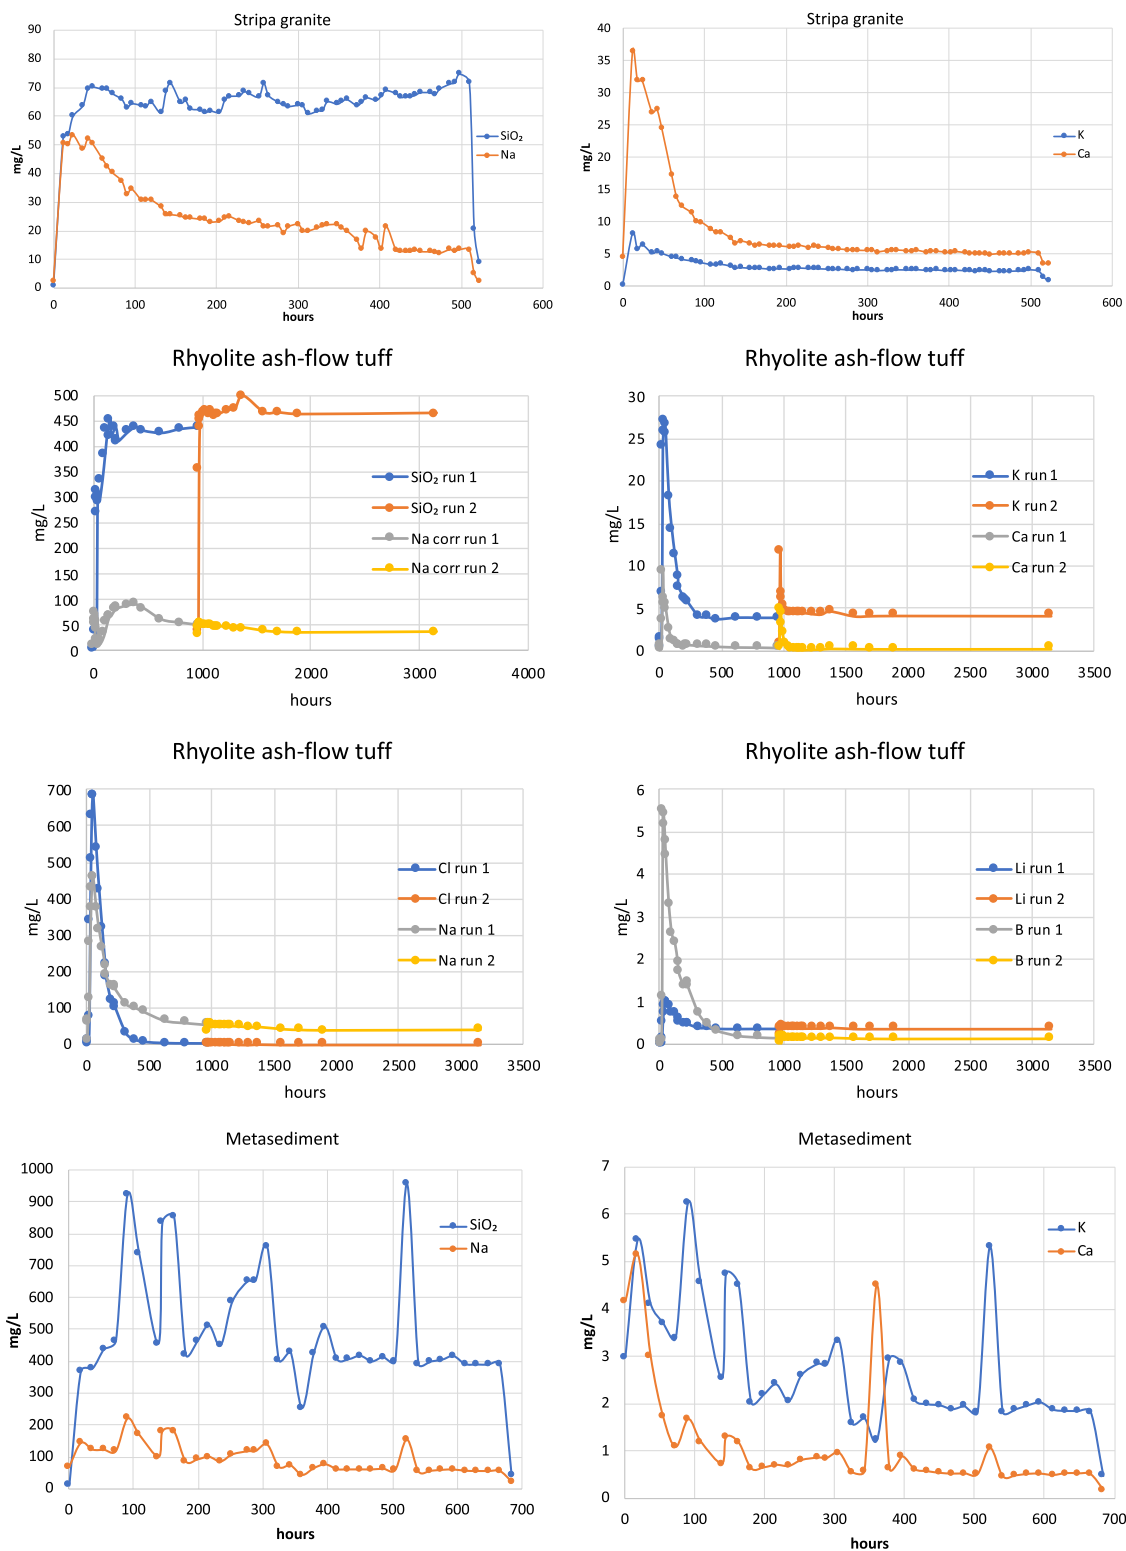 Stripa granite
90
80
70
60
50
40
30
20
10
0
mg/L
SiO₂
Na
0 100 200 300 400 500 600
hours
Stripa granite
40
35
30
25
20
15
10
5
0
mg/L
K
Ca
0 100 200 300 400 500 600
hours
Rhyolite ash-flow tuff
500
450
400
350
300
250
200
150
100
50
0
mg/L
SiO₂ run 1
SiO₂ run 2
Na corr run 1
Na corr run 2
0 1000 2000 3000 4000
hours
Rhyolite ash-flow tuff
30
25
20
15
10
5
0
mg/L
K run 1
K run 2
Ca run 1
Ca run 2
0 500 1000 1500 2000 2500 3000 3500
hours
Rhyolite ash-flow tuff
700
600
500
400
300
200
100
0
mg/L
Cl run 1
Cl run 2
Na run 1
Na run 2
0 500 1000 1500 2000 2500 3000 3500
hours
Rhyolite ash-flow tuff
6
5
4
3
2
1
0
mg/L
Li run 1
Li run 2
B run 1
B run 2
0 500 1000 1500 2000 2500 3000 3500
hours
Metasediment
1000
900
800
700
600
500
400
300
200
100
0
mg/L
SiO₂
Na
0 100 200 300 400 500 600 700
hours
Metasediment
7
6
5
4
3
2
1
0
mg/L
K
Ca
0 100 200 300 400 500 600 700
hours